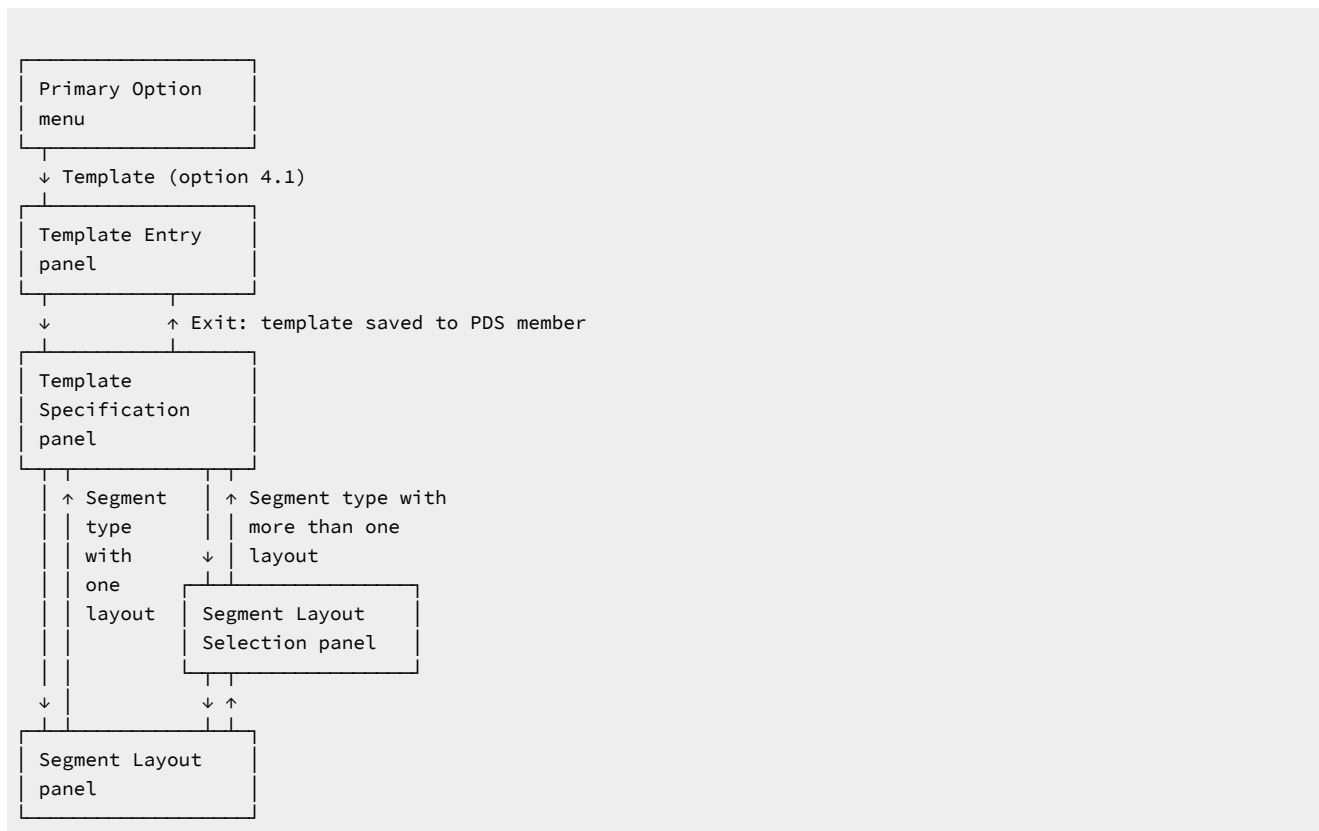 Primary Option
menu
↓ Template (option 4.1)
Template Entry
panel
↓ ↑ Exit: template saved to PDS member
Template
Specification
panel
↑ Segment
type
with
one
layout
↑ Segment type with
more than one
↓ layout
Segment Layout
Selection panel
↓ ↓ ↑
Segment Layout
panel